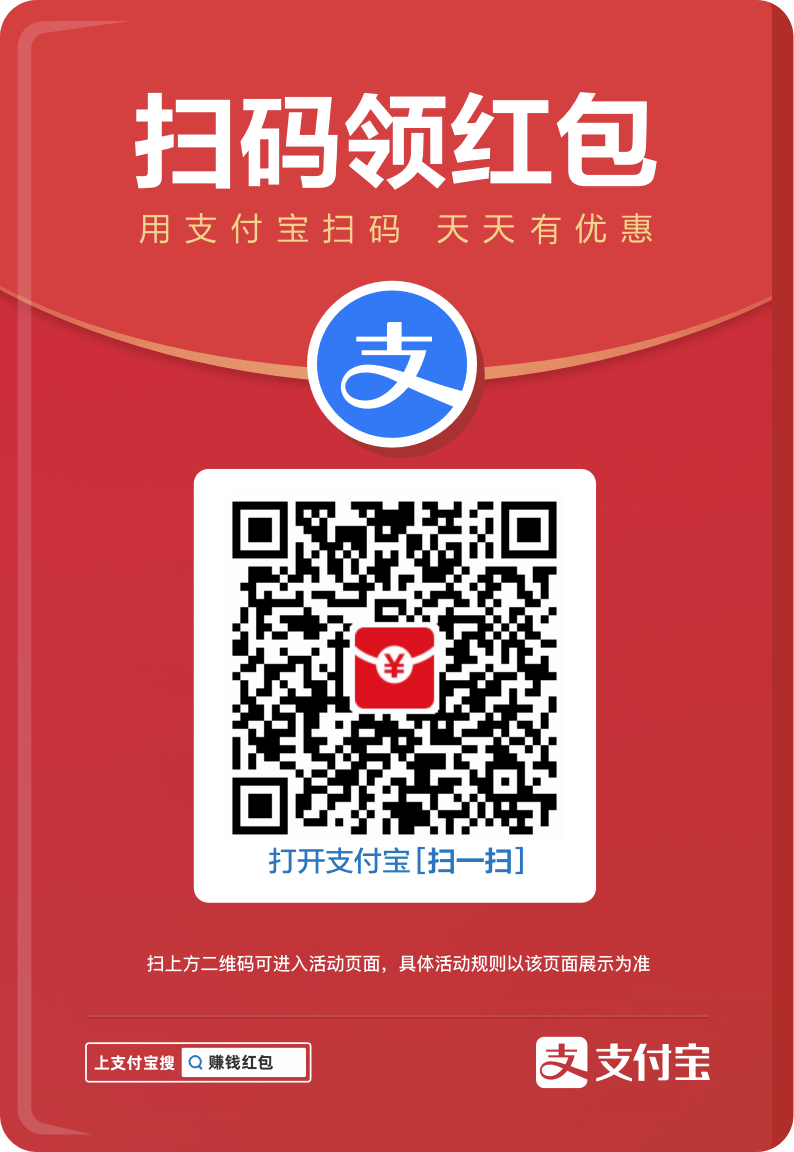 扫码领红包
用支付宝扫码 天天有优惠
支
¥
打开支付宝[扫一扫]
扫上方二维码可进入活动页面，具体活动规则以该页面展示为准
上支付宝搜 赚钱红包
支 支付宝